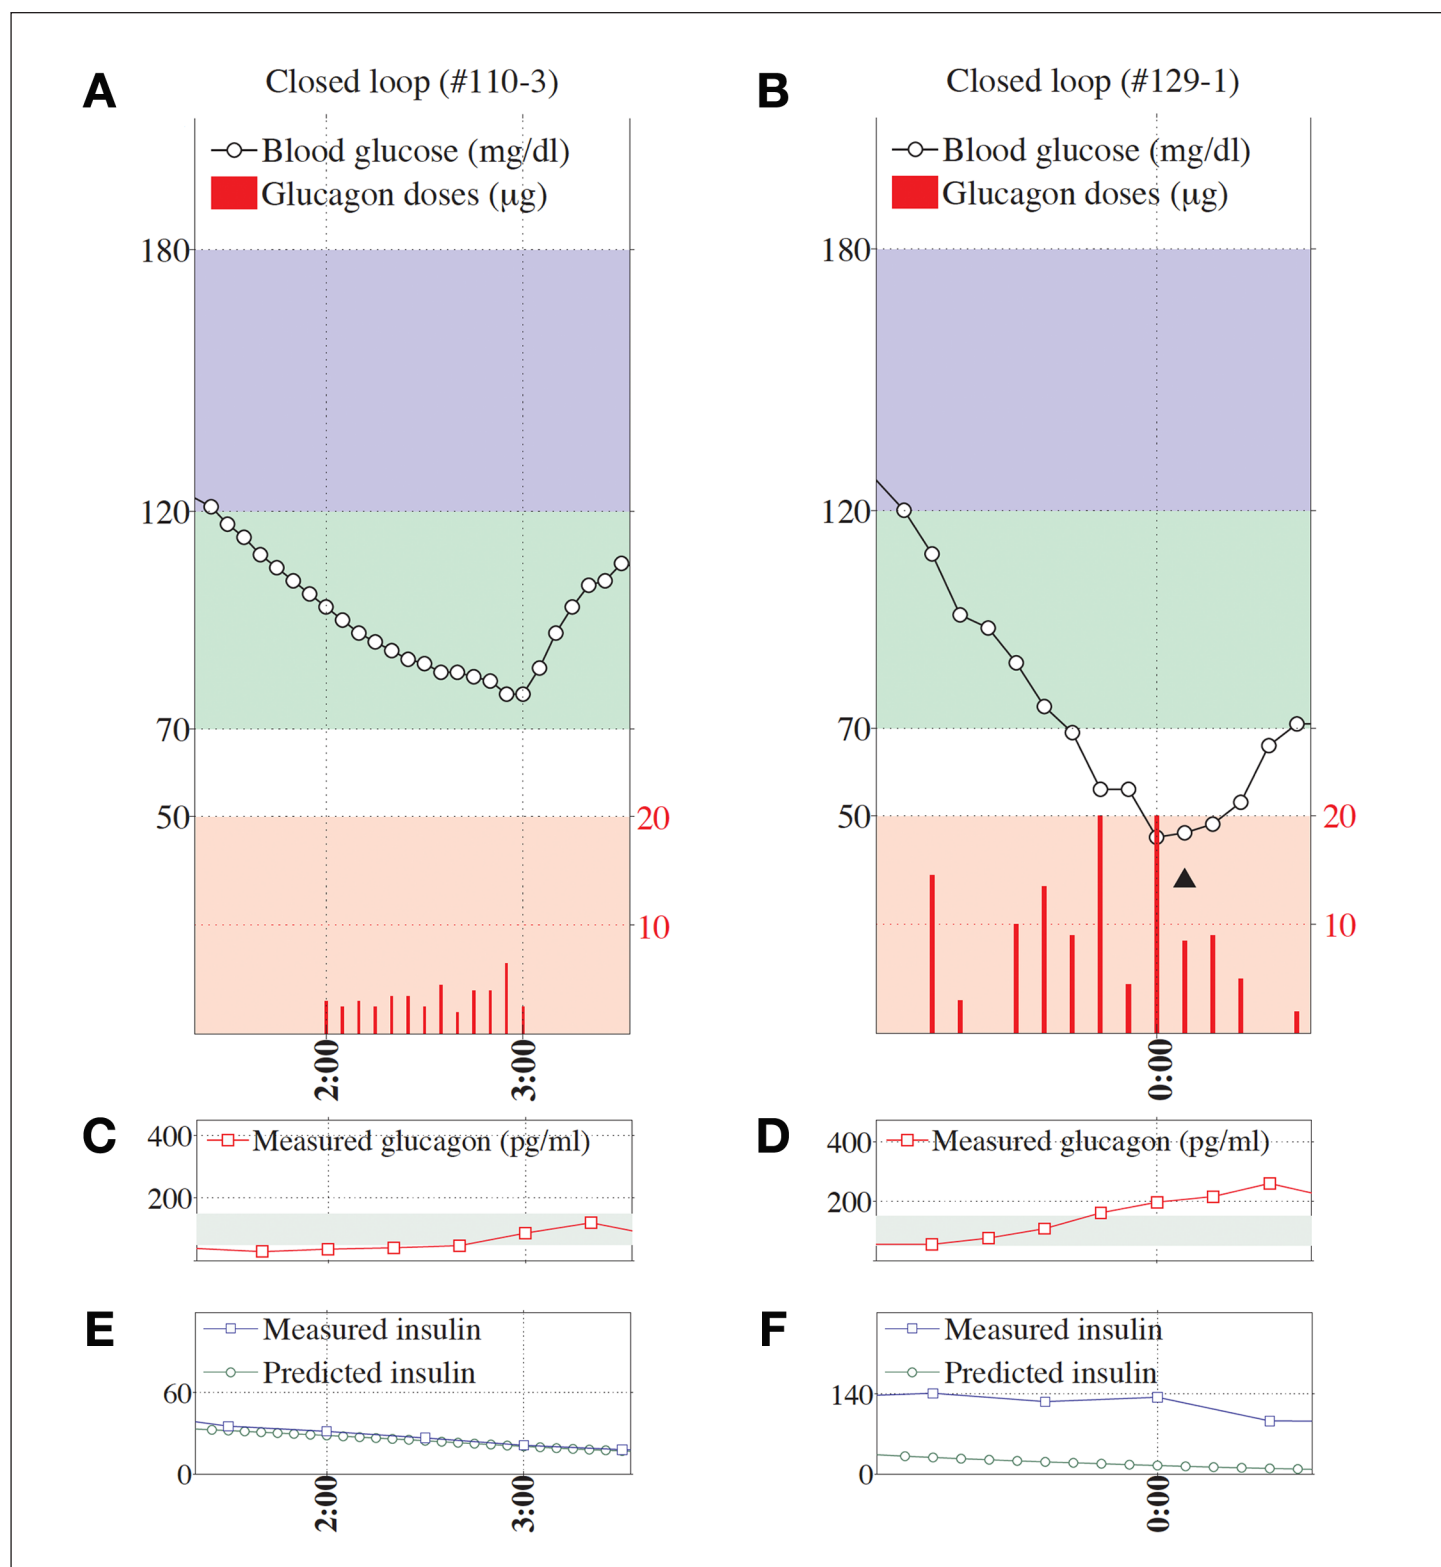 A
Closed loop (#110-3)
Blood glucose (mg/dl)
Glucagon doses (µg)
180
120
70
50
20
10
2:00
3:00
B
Closed loop (#129-1)
Blood glucose (mg/dl)
Glucagon doses (µg)
180
120
70
50
20
10
0:00
C
400
Measured glucagon (pg/ml)
200
D
400
Measured glucagon (pg/ml)
200
E
Measured insulin
Predicted insulin
60
0
2:00
3:00
F
Measured insulin
Predicted insulin
140
0
0:00